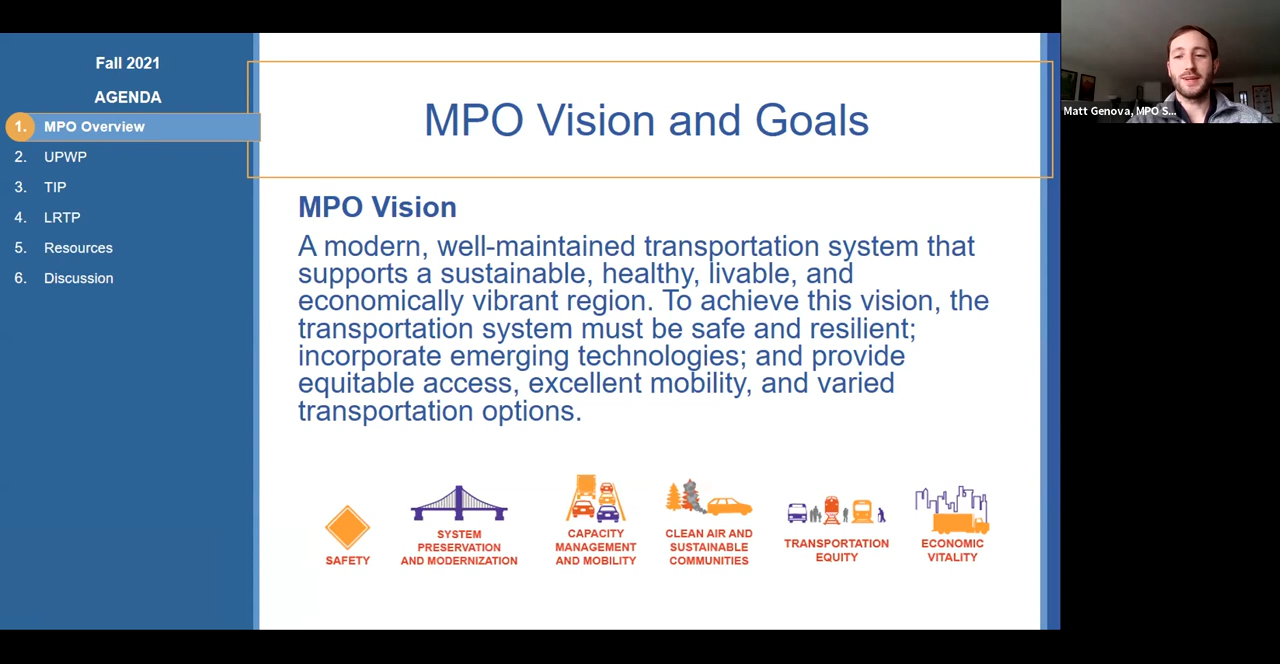 Fall 2021
AGENDA
1. MPO Overview
2. UPWP
3. TIP
4. LRTP
5. Resources
6. Discussion
MPO Vision and Goals
MPO Vision
A modern, well-maintained transportation system that
supports a sustainable, healthy, livable, and
economically vibrant region. To achieve this vision, the
transportation system must be safe and resilient;
incorporate emerging technologies; and provide
equitable access, excellent mobility, and varied
transportation options.
SAFETY
SYSTEM
PRESERVATION
AND MODERNIZATION
CAPACITY
MANAGEMENT
AND MOBILITY
CLEAN AIR AND
SUSTAINABLE
COMMUNITIES
TRANSPORTATION
EQUITY
ECONOMIC
VITALITY
Matt Genova, MPO S...